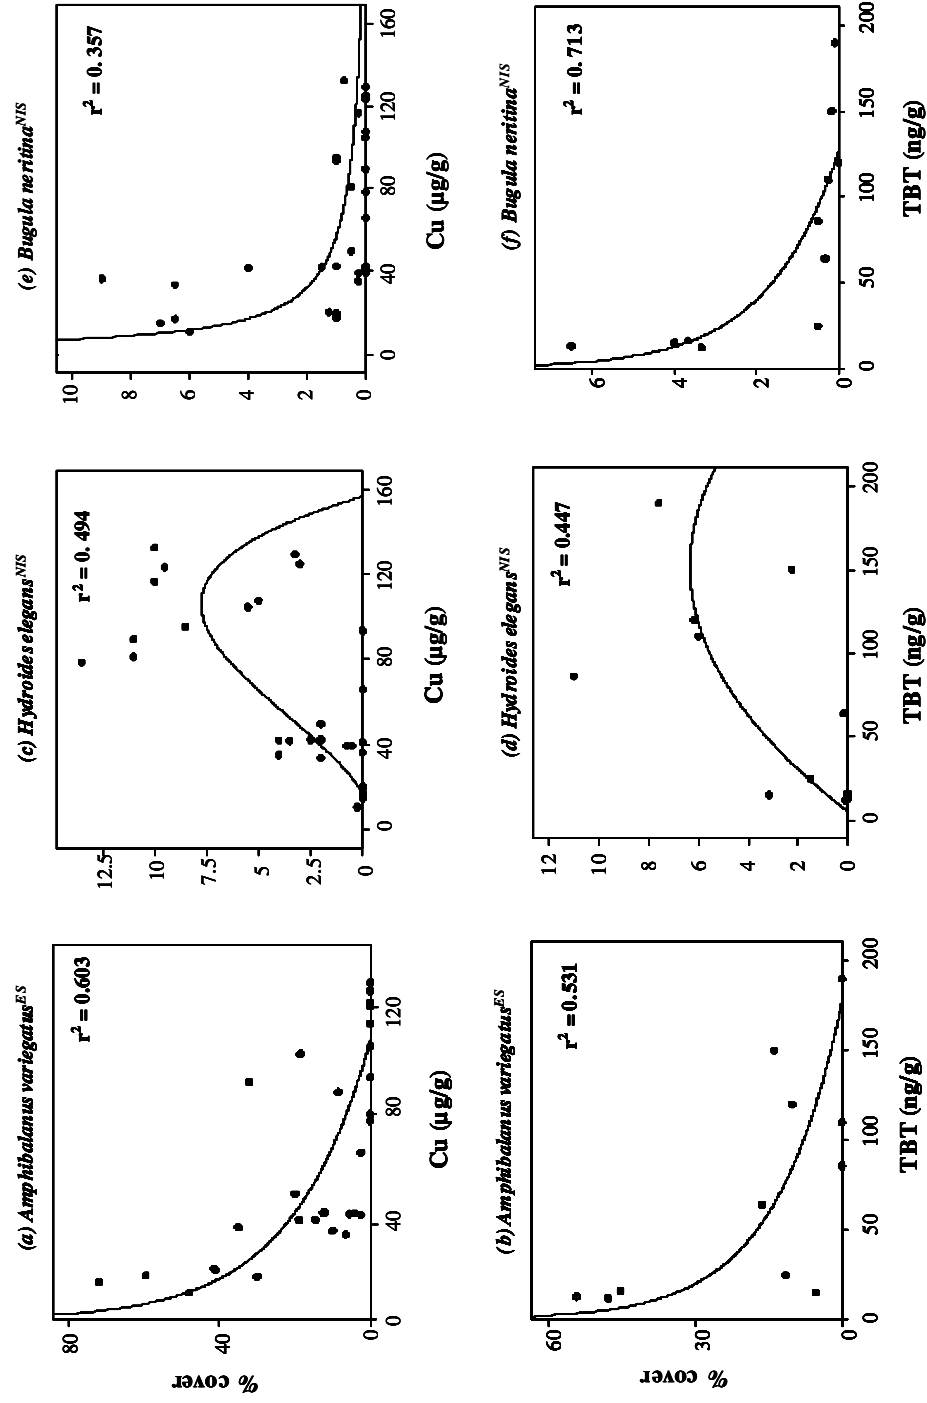 (a) Amphibalanus variegatus^ES
r² = 0.603
80
40
0
% cover
0
40
80
120
Cu (µg/g)
(c) Hydroides elegans^NIS
r² = 0.494
12.5
10
7.5
5
2.5
0
0
40
80
120
160
Cu (µg/g)
(e) Bugula neritina^NIS
r² = 0.357
10
8
6
4
2
0
0
40
80
120
160
Cu (µg/g)
(b) Amphibalanus variegatus^ES
r² = 0.531
60
30
0
% cover
0
50
100
150
200
TBT (ng/g)
(d) Hydroides elegans^NIS
r² = 0.447
12
10
8
6
4
2
0
0
50
100
150
200
TBT (ng/g)
(f) Bugula neritina^NIS
r² = 0.713
6
4
2
0
0
50
100
150
200
TBT (ng/g)